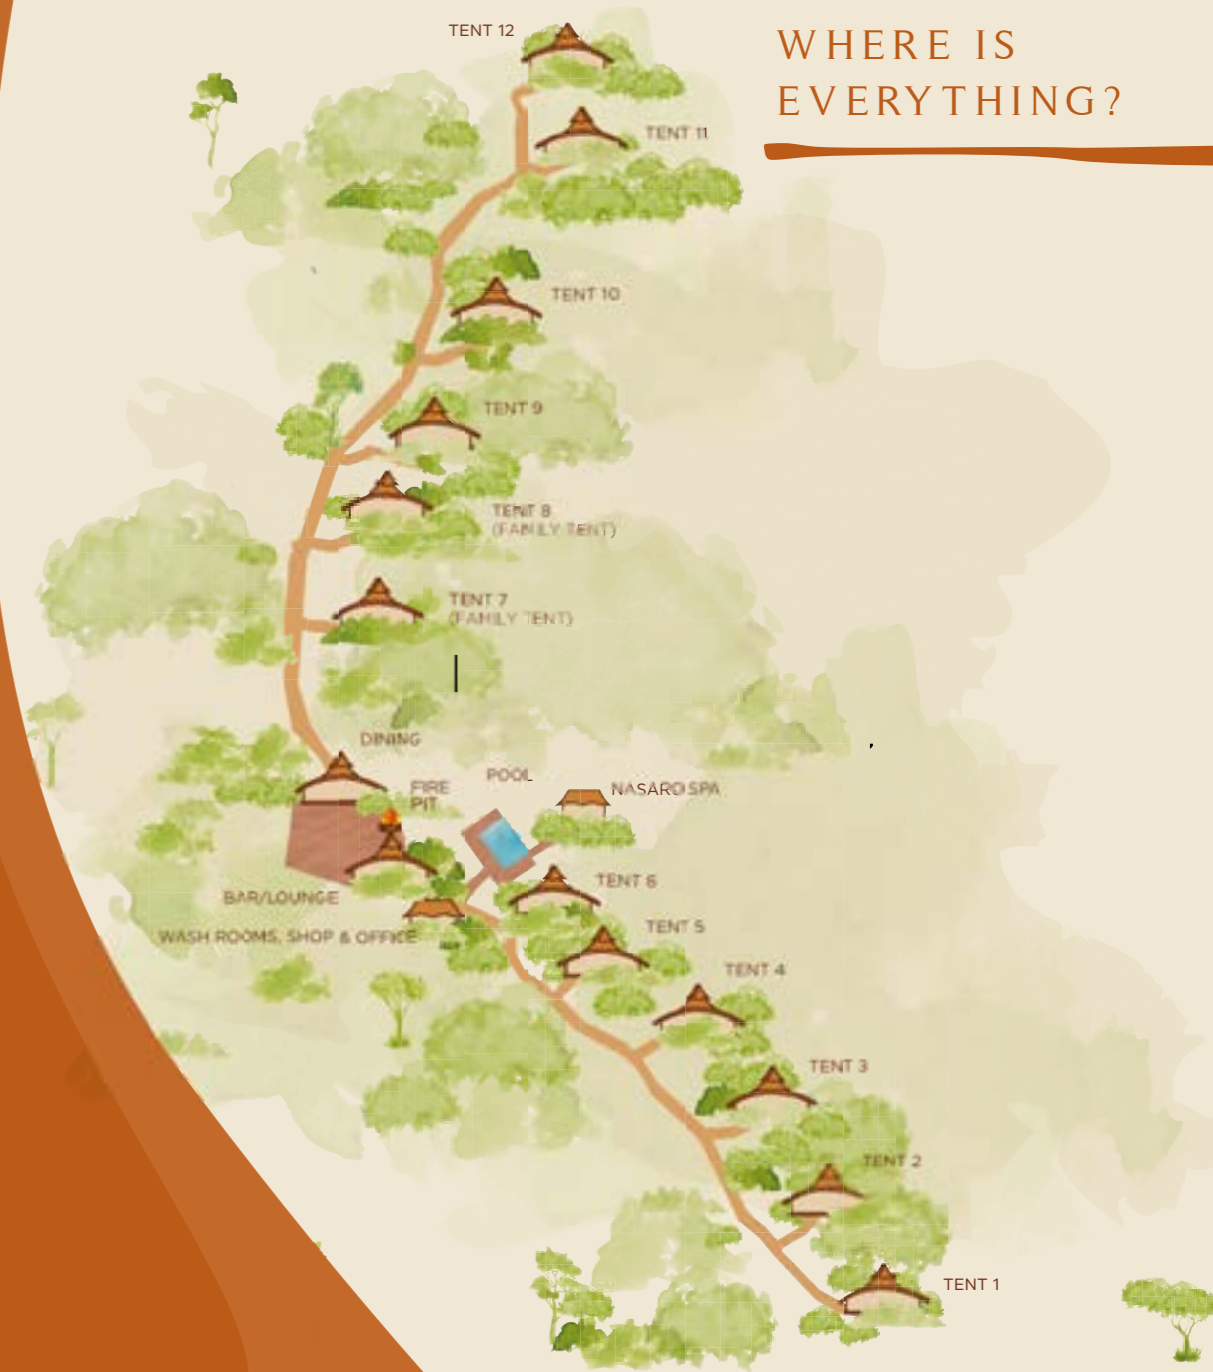 TENT 12
WHERE IS
EVERYTHING?
TENT 11
TENT 10
TENT 9
TENT 8
(FAMILY TENT)
TENT 7
(FAMILY TENT)
DINING
FIRE
PIT
POOL
NASARO SPA
BAR/LOUNGE
TENT 6
TENT 5
WASH ROOMS, SHOP & OFFICE
TENT 4
TENT 3
TENT 2
TENT 1